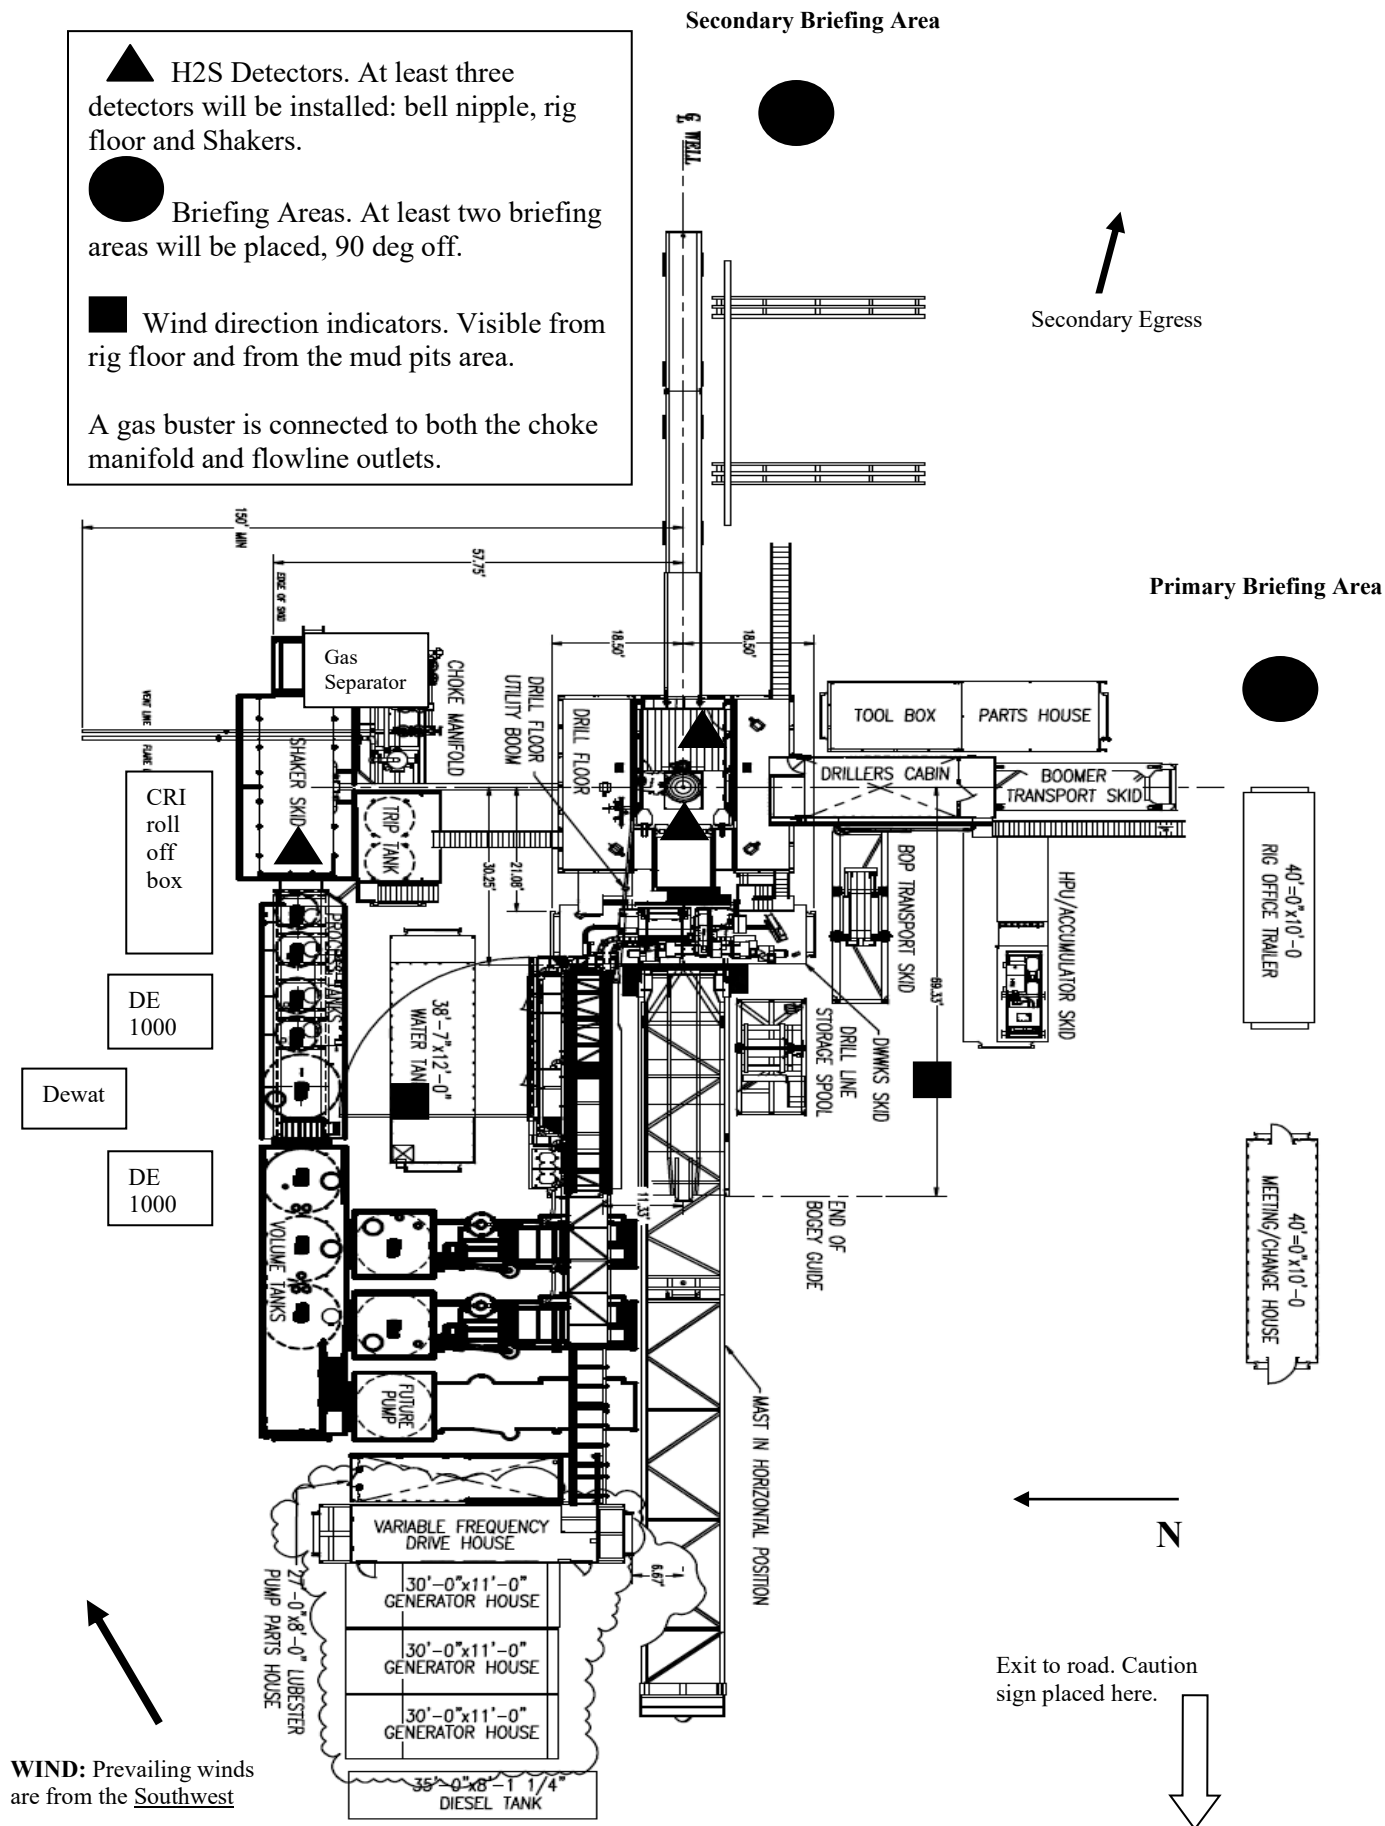 Secondary Briefing Area
H2S Detectors. At least three
detectors will be installed: bell nipple, rig
floor and Shakers.
Briefing Areas. At least two briefing
areas will be placed, 90 deg off.
Wind direction indicators. Visible from
rig floor and from the mud pits area.
A gas buster is connected to both the choke
manifold and flowline outlets.
WELL
Secondary Egress
150' MIN
57.75'
EDGE OF SKID
Primary Briefing Area
18.50'
18.50'
Gas
Separator
CHOKE MANIFOLD
DRILL FLOOR
UTILITY BOOM
DRILL FLOOR
TOOL BOX
PARTS HOUSE
VENT LINE
FLARE
SHAKER SKID
DRILLERS CABIN
BOOMER
TRANSPORT SKID
CRI
roll
off
box
TRIP TANK
30.25'
21.08'
BOP TRANSPORT SKID
HPU/ACCUMULATOR SKID
40'=0"x10'-0
RIG OFFICE TRAILER
DE
1000
38'-7"x12'-0"
WATER TAN
69.33'
DWWKS SKID
DRILL LINE
STORAGE SPOOL
Dewat
DE
1000
VOLUME TANKS
11.33'
END OF
BOGEY GUIDE
40'=0"x10'-0
MEETING/CHANGE HOUSE
FUTURE
PUMP
MAST IN HORIZONTAL POSITION
N
VARIABLE FREQUENCY
DRIVE HOUSE
6.67'
27'-0"x8'-0" LUBESTER
PUMP PARTS HOUSE
30'-0"x11'-0"
GENERATOR HOUSE
30'-0"x11'-0"
GENERATOR HOUSE
30'-0"x11'-0"
GENERATOR HOUSE
Exit to road. Caution
sign placed here.
WIND: Prevailing winds
are from the Southwest
35'-0"x8'-1 1/4"
DIESEL TANK